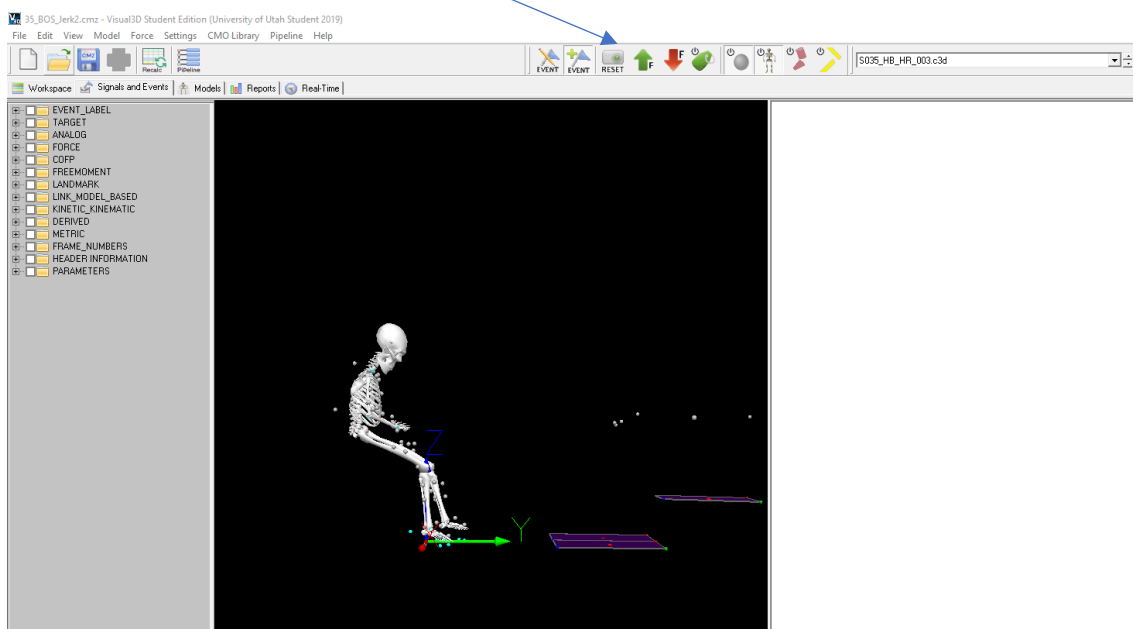 35_BOS_Jerk2.cmz - Visual3D Student Edition (University of Utah Student 2019)
File Edit View Model Force Settings CMO Library Pipeline Help
CMZ Recalc Pipeline EVENT EVENT RESET F F S035_HB_HR_003.c3d
Workspace Signals and Events Models Reports Real-Time
EVENT_LABEL
TARGET
ANALOG
FORCE
COFP
FREEMOMENT
LANDMARK
LINK_MODEL_BASED
KINETIC_KINEMATIC
DERIVED
METRIC
FRAME_NUMBERS
HEADER INFORMATION
PARAMETERS
Z
Y